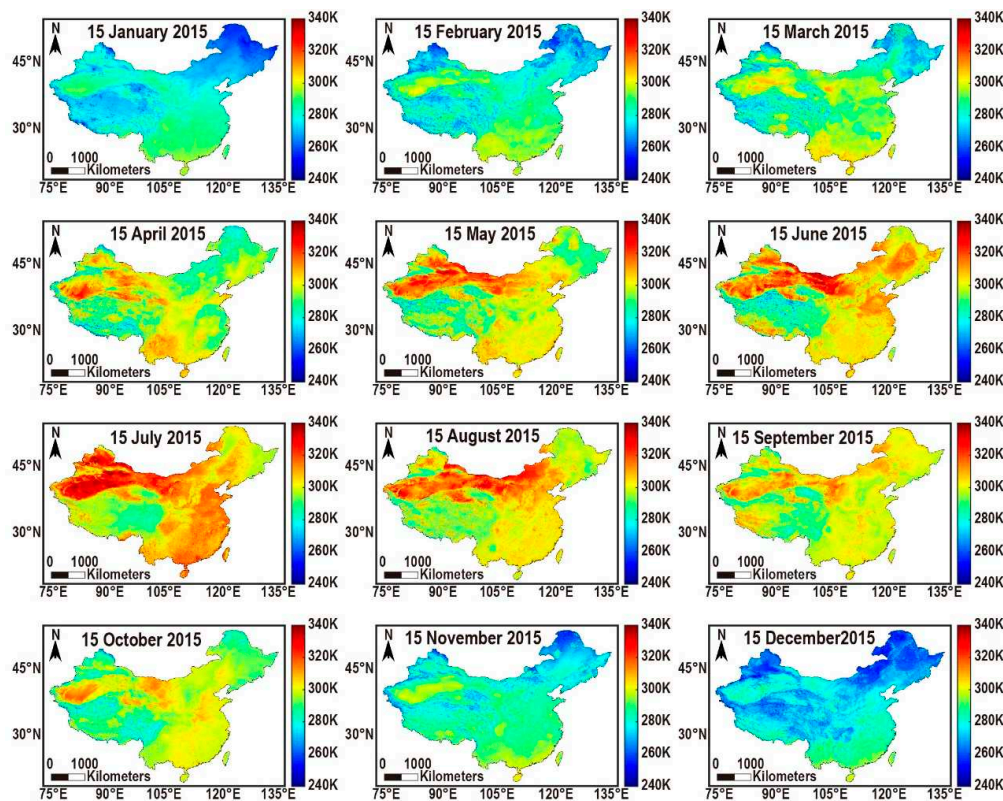 15 January 2015
N
45°N
30°N
0 1000
Kilometers
75°E 90°E 105°E 120°E 135°E
340K
320K
300K
280K
260K
240K
15 February 2015
N
45°N
30°N
0 1000
Kilometers
75°E 90°E 105°E 120°E 135°E
340K
320K
300K
280K
260K
240K
15 March 2015
N
45°N
30°N
0 1000
Kilometers
75°E 90°E 105°E 120°E 135°E
340K
320K
300K
280K
260K
240K
15 April 2015
N
45°N
30°N
0 1000
Kilometers
75°E 90°E 105°E 120°E 135°E
340K
320K
300K
280K
260K
240K
15 May 2015
N
45°N
30°N
0 1000
Kilometers
75°E 90°E 105°E 120°E 135°E
340K
320K
300K
280K
260K
240K
15 June 2015
N
45°N
30°N
0 1000
Kilometers
75°E 90°E 105°E 120°E 135°E
340K
320K
300K
280K
260K
240K
15 July 2015
N
45°N
30°N
0 1000
Kilometers
75°E 90°E 105°E 120°E 135°E
340K
320K
300K
280K
260K
240K
15 August 2015
N
45°N
30°N
0 1000
Kilometers
75°E 90°E 105°E 120°E 135°E
340K
320K
300K
280K
260K
240K
15 September 2015
N
45°N
30°N
0 1000
Kilometers
75°E 90°E 105°E 120°E 135°E
340K
320K
300K
280K
260K
240K
15 October 2015
N
45°N
30°N
0 1000
Kilometers
75°E 90°E 105°E 120°E 135°E
340K
320K
300K
280K
260K
240K
15 November 2015
N
45°N
30°N
0 1000
Kilometers
75°E 90°E 105°E 120°E 135°E
340K
320K
300K
280K
260K
240K
15 December2015
N
45°N
30°N
0 1000
Kilometers
75°E 90°E 105°E 120°E 135°E
340K
320K
300K
280K
260K
240K